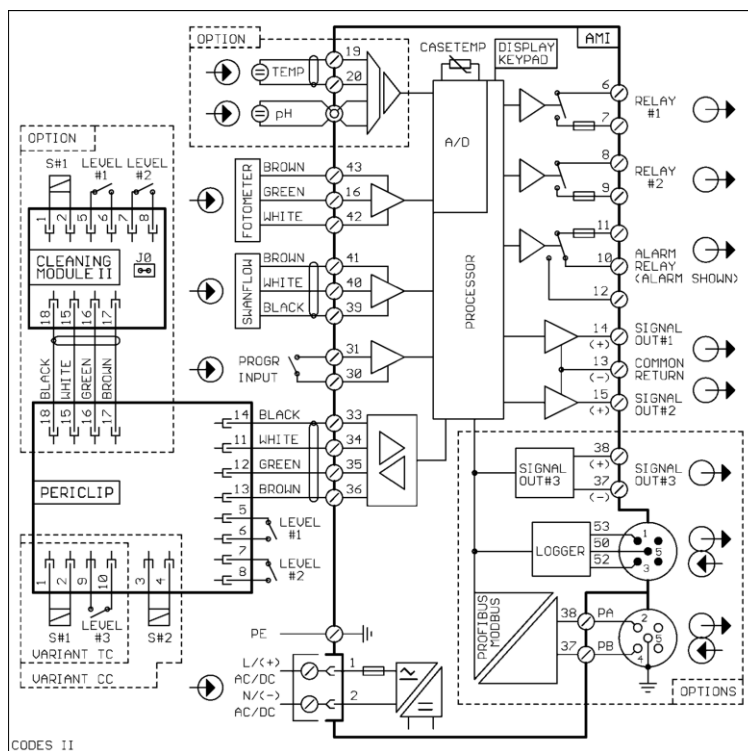 OPTION
AMI
19
TEMP
20
pH
CASETEMP
DISPLAY
KEYPAD
A/D
PROCESSOR
6
7
RELAY
#1
8
9
RELAY
#2
11
10
12
ALARM
RELAY
(ALARM SHOWN)
14
(+)
SIGNAL
OUT#1
13
(-)
COMMON
RETURN
15
(+)
SIGNAL
OUT#2
FOTOMETER
BROWN
43
GREEN
16
WHITE
42
SWANFLOW
BROWN
41
WHITE
40
BLACK
39
PROGR
INPUT
31
30
OPTION
S#1
LEVEL
#1
LEVEL
#2
1
2
5
6
7
8
CLEANING
MODULE II
J0
18
15
16
17
BLACK
WHITE
GREEN
BROWN
18
15
16
17
PERICLIP
14
BLACK
33
11
WHITE
34
12
GREEN
35
13
BROWN
36
5
6
LEVEL
#1
7
8
LEVEL
#2
1
2
9
10
3
4
S#1
LEVEL
#3
S#2
VARIANT TC
VARIANT CC
PE
L/(+)
AC/DC
1
N/(-)
AC/DC
2
SIGNAL
OUT#3
38
(+)
37
(-)
SIGNAL
OUT#3
LOGGER
53
50
52
1
5
3
PROFIBUS
MODBUS
38
PA
37
PB
2
5
4
OPTIONS
CODES II